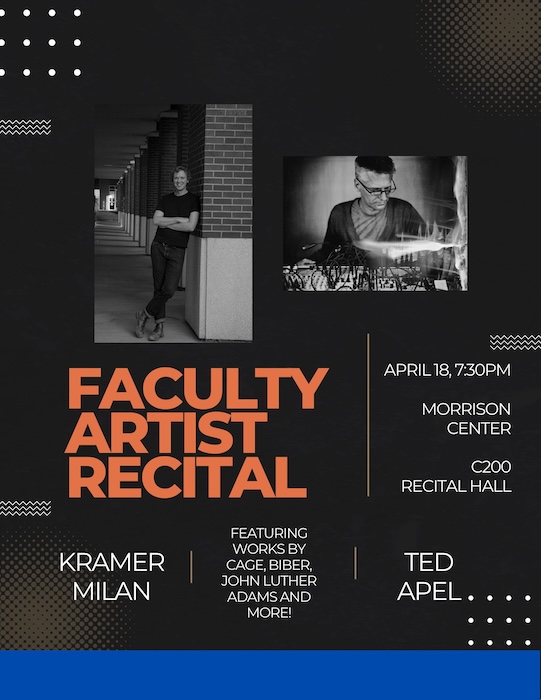 FACULTY
ARTIST
RECITAL
APRIL 18, 7:30PM
MORRISON
CENTER
C200
RECITAL HALL
KRAMER
MILAN
FEATURING
WORKS BY
CAGE, BIBER,
JOHN LUTHER
ADAMS AND
MORE!
TED
APEL